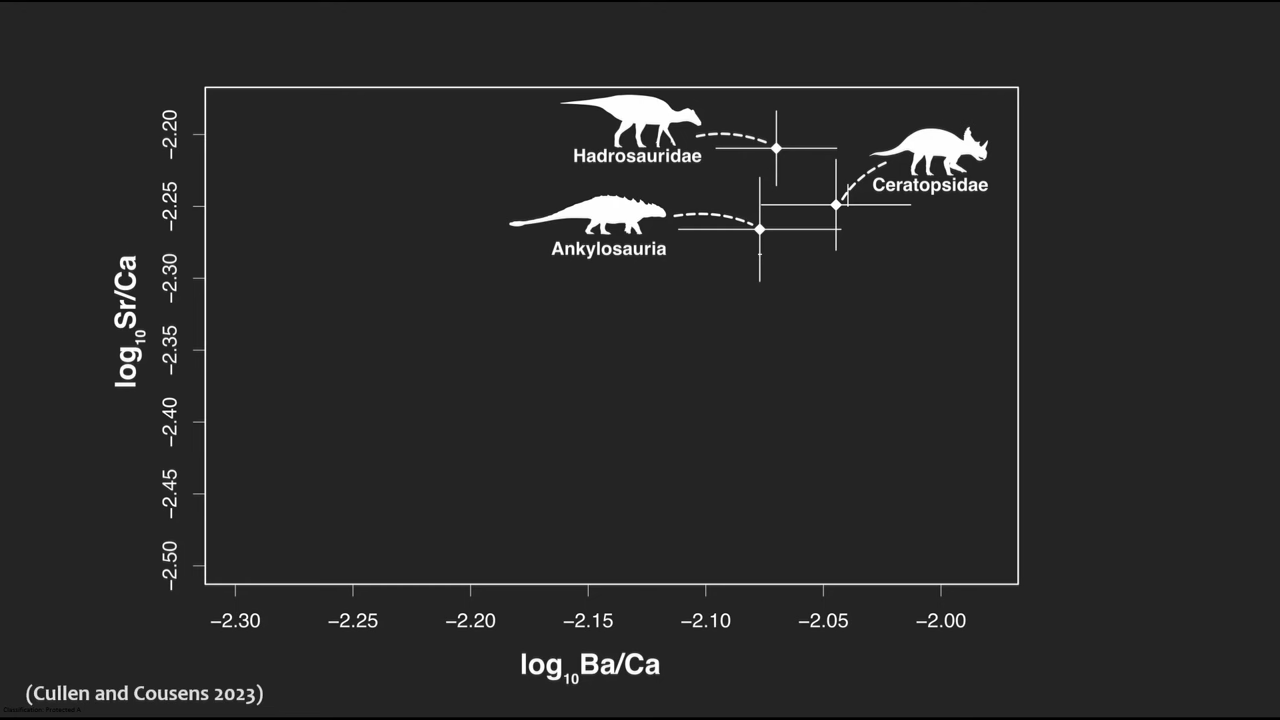 Hadrosauridae
Ceratopsidae
Ankylosauria
log10Sr/Ca
−2.20
−2.25
−2.30
−2.35
−2.40
−2.45
−2.50
−2.30 −2.25 −2.20 −2.15 −2.10 −2.05 −2.00
log10Ba/Ca
(Cullen and Cousens 2023)
Classification: Protected A